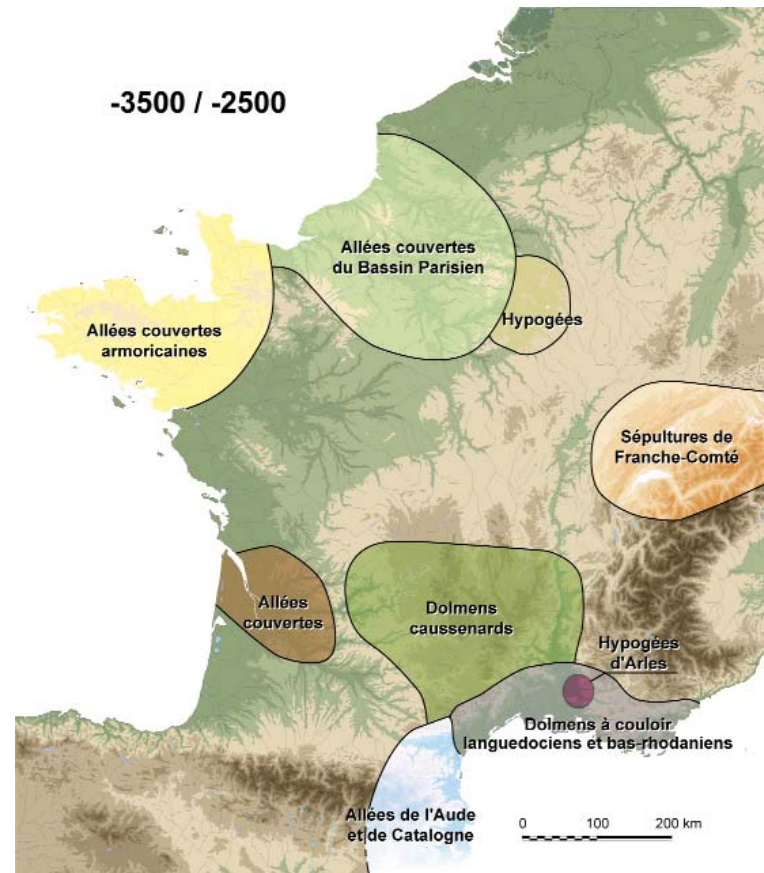 -3500 / -2500
Allées couvertes
du Bassin Parisien
Hypogées
Allées couvertes
armoricaines
Sépultures de
Franche-Comté
Allées
couvertes
Dolmens
caussenards
Hypogées
d'Arles
Dolmens à couloir
languedociens et bas-rhodaniens
Allées de l'Aude
et de Catalogne
0 100 200 km